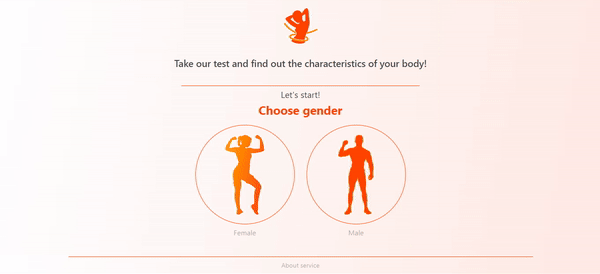 Take our test and find out the characteristics of your body!
Let's start!
Choose gender
Female
Male
About service